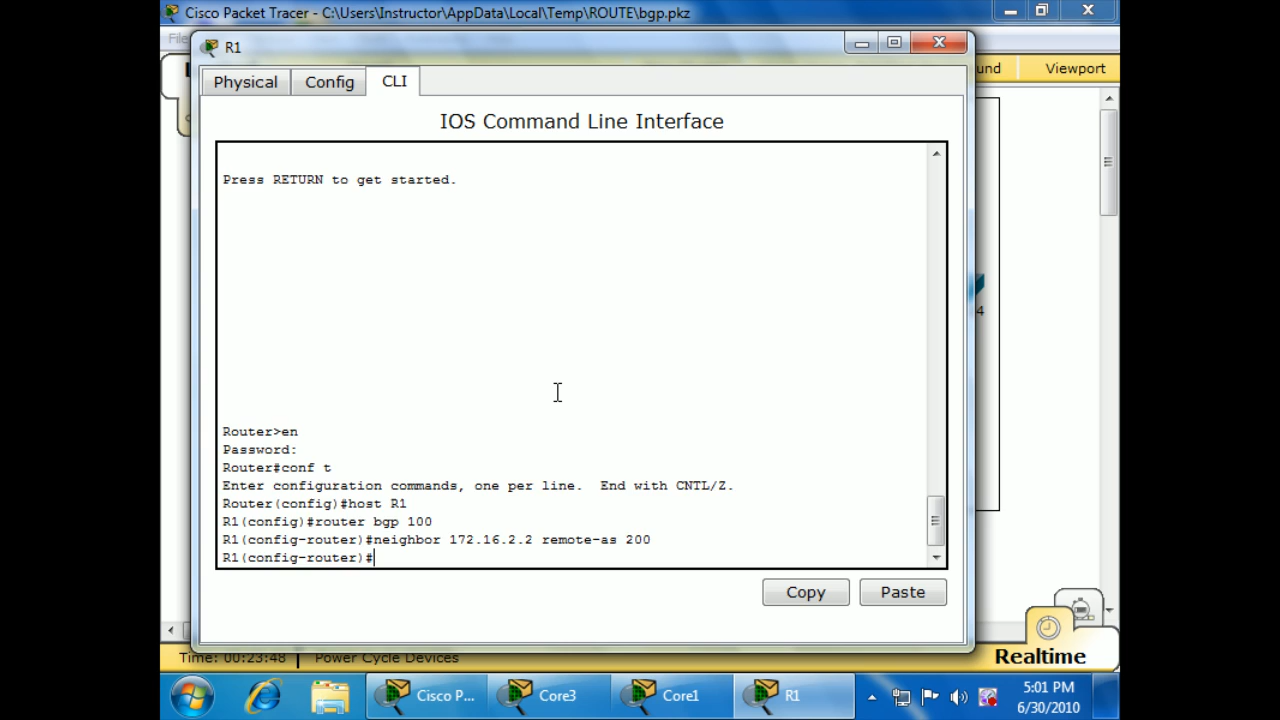 Cisco Packet Tracer - C:\Users\Instructor\AppData\Local\Temp\ROUTE\bgp.pkz
R1
Physical
Config
CLI
Viewport
IOS Command Line Interface
Press RETURN to get started.
Router>en
Password:
Router#conf t
Enter configuration commands, one per line.  End with CNTL/Z.
Router(config)#host R1
R1(config)#router bgp 100
R1(config-router)#neighbor 172.16.2.2 remote-as 200
R1(config-router)#
Copy
Paste
Time: 00:23:48
Power Cycle Devices
Realtime
Cisco P...
Core3
Core1
R1
5:01 PM
6/30/2010